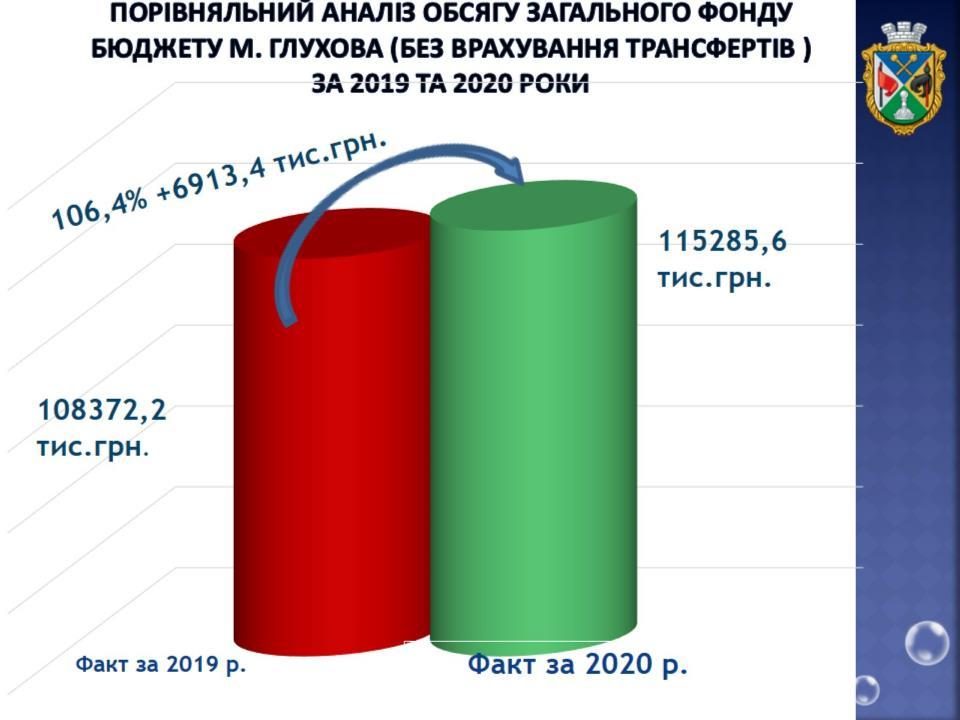 ПОРІВНЯЛЬНИЙ АНАЛІЗ ОБСЯГУ ЗАГАЛЬНОГО ФОНДУ
БЮДЖЕТУ М. ГЛУХОВА (БЕЗ ВРАХУВАННЯ ТРАНСФЕРТІВ )
ЗА 2019 ТА 2020 РОКИ
106,4% +6913,4 тис.грн.
115285,6
тис.грн.
108372,2
тис.грн.
Факт за 2019 р.
Факт за 2020 р.